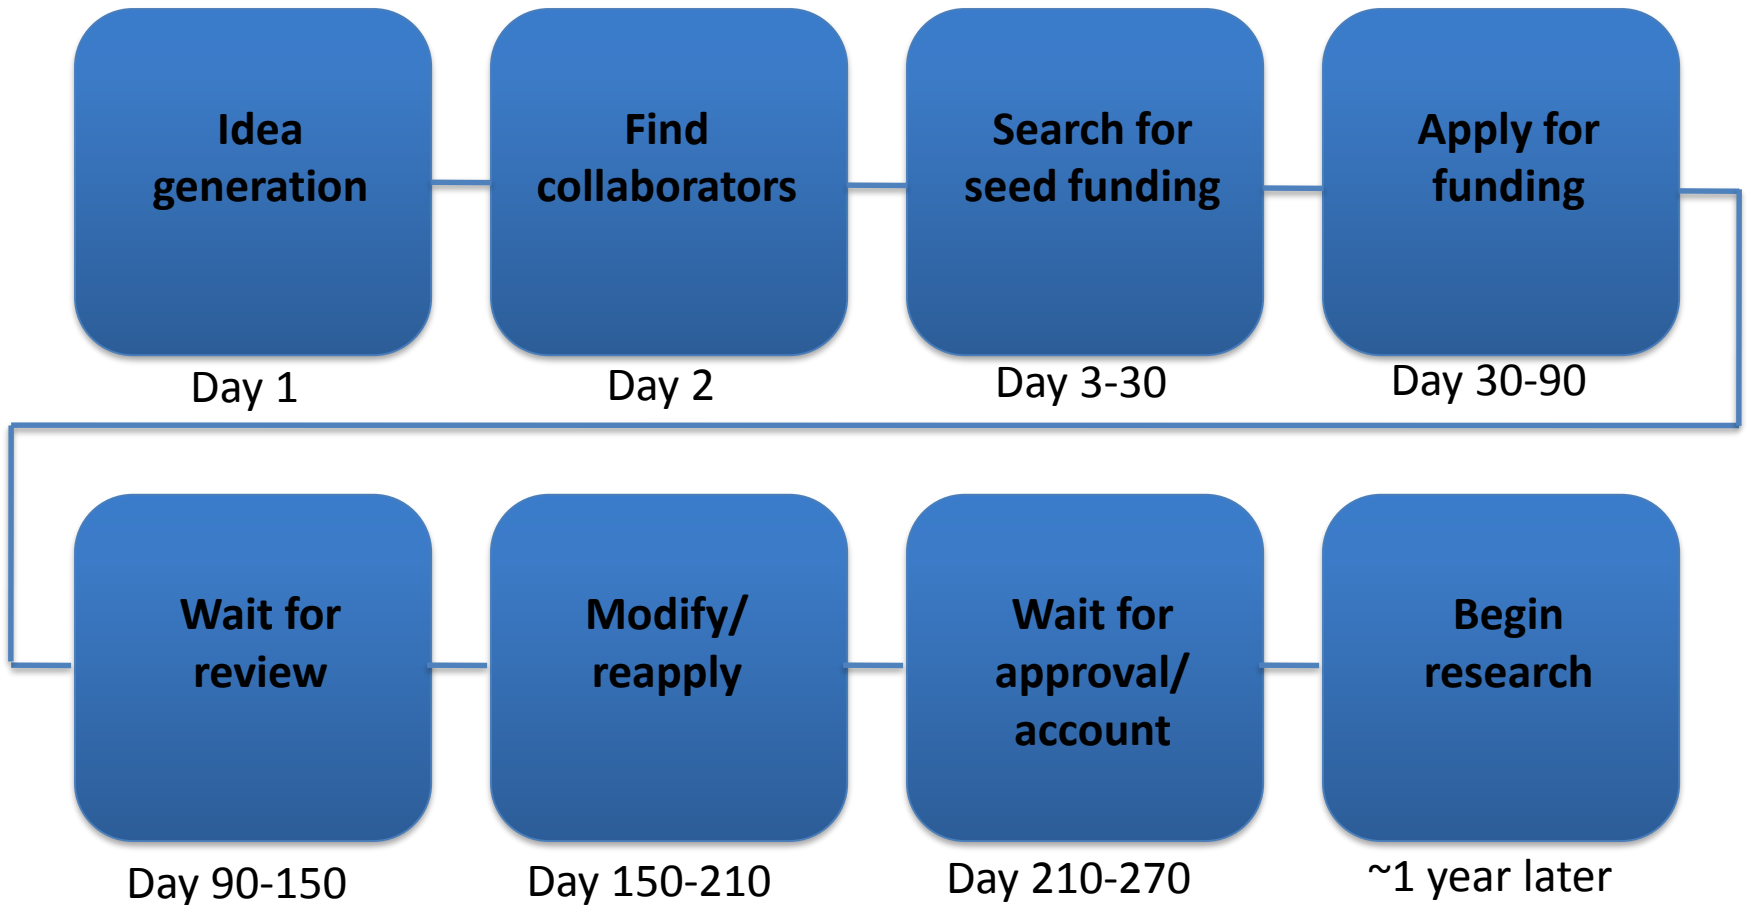 Idea
generation
Find
collaborators
Search for
seed funding
Apply for
funding
Day 1
Day 2
Day 3-30
Day 30-90
Wait for
review
Modify/
reapply
Wait for
approval/
account
Begin
research
Day 90-150
Day 150-210
Day 210-270
~1 year later